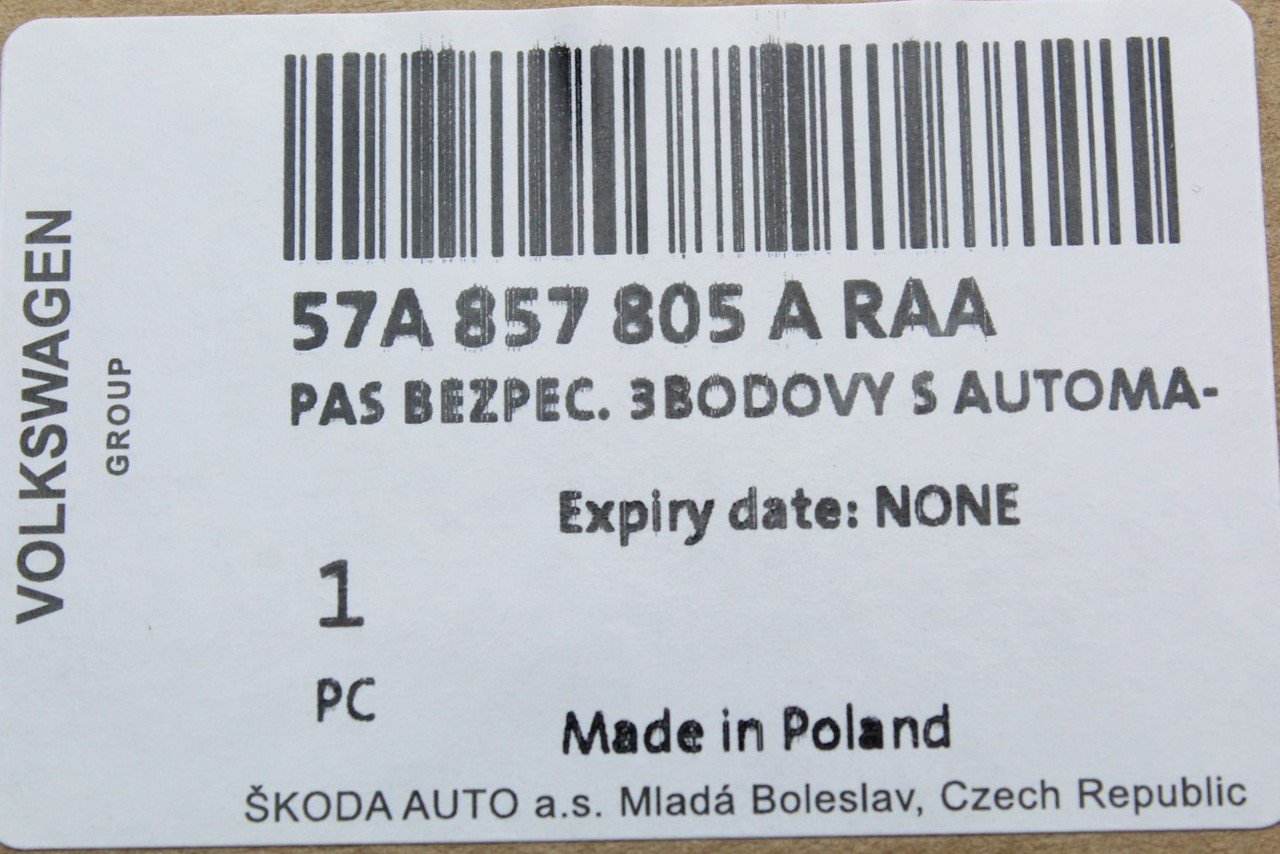 VOLKSWAGEN
GROUP
57A 857 805 A RAA
PAS BEZPEC. 3BODOVY S AUTOMA-
Expiry date: NONE
1
PC
Made in Poland
ŠKODA AUTO a.s. Mladá Boleslav, Czech Republic